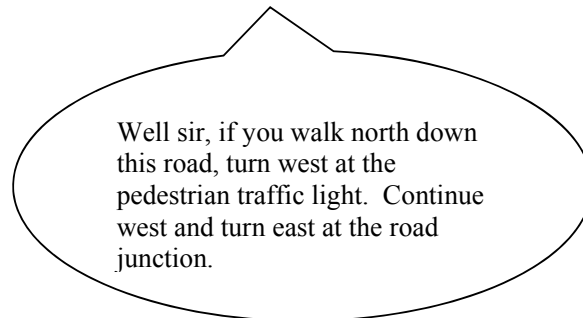 Well sir, if you walk north down
this road, turn west at the
pedestrian traffic light.  Continue
west and turn east at the road
junction.